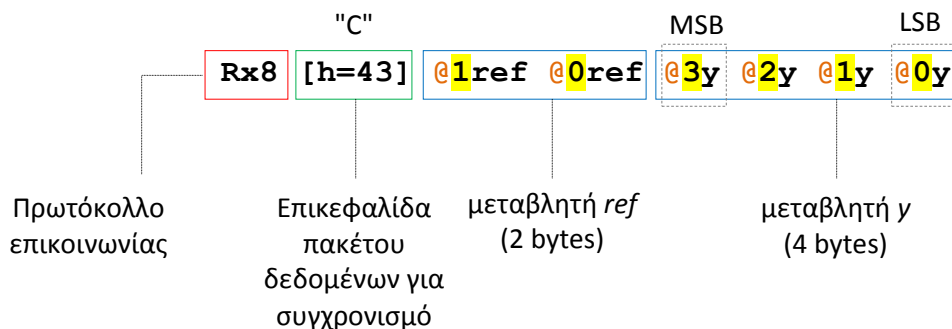 "C" MSB LSB
Rx8 [h=43] @1ref @0ref @3y @2y @1y @0y
Πρωτόκολλο
επικοινωνίας
Επικεφαλίδα
πακέτου
δεδομένων για
συγχρονισμό
μεταβλητή ref
(2 bytes)
μεταβλητή y
(4 bytes)